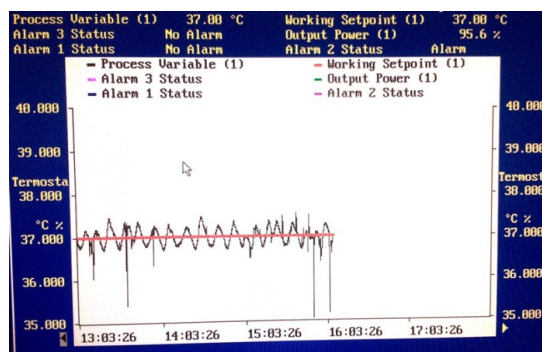 Process Variable (1) 37.00 °C Working Setpoint (1) 37.00 °C
Alarm 3 Status No Alarm Output Power (1) 95.6 %
Alarm 1 Status No Alarm Alarm 2 Status Alarm
Process Variable (1) Working Setpoint (1)
Alarm 3 Status Output Power (1)
Alarm 1 Status Alarm 2 Status
40.000 40.000
39.000 39.000
Termosta Termost
38.000 38.000
°C % °C %
37.000 37.000
36.000 36.000
35.000 35.000
13:03:26 14:03:26 15:03:26 16:03:26 17:03:26